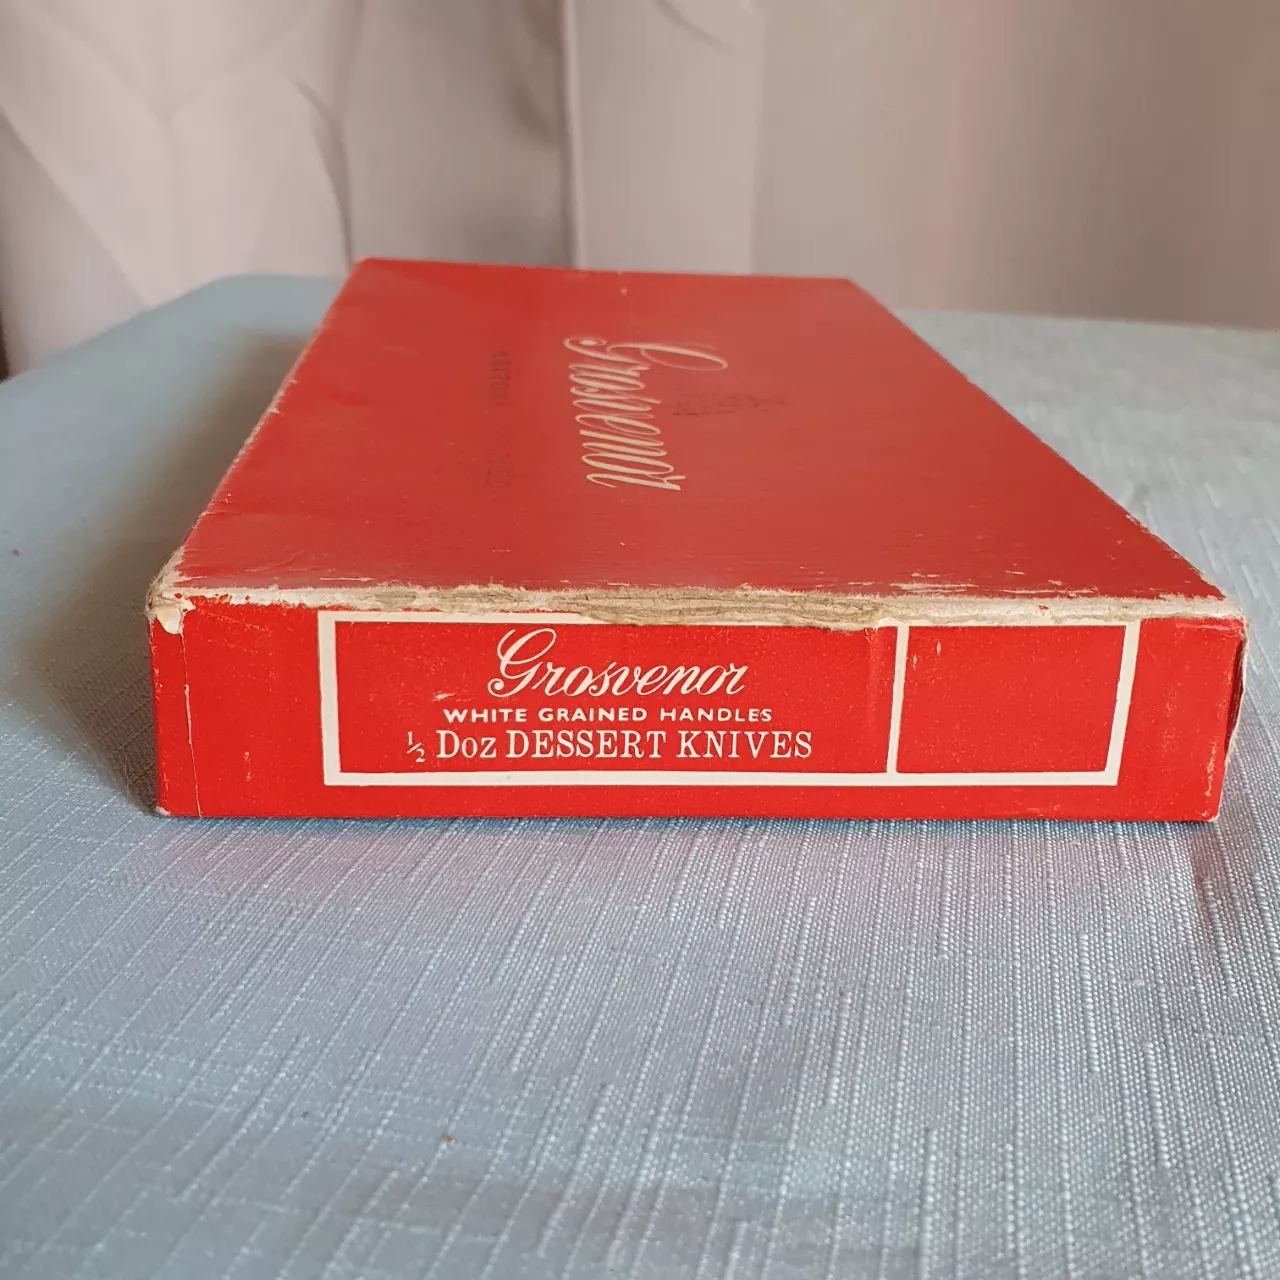 Grosvenor
Grosvenor
WHITE GRAINED HANDLES
½ Doz DESSERT KNIVES